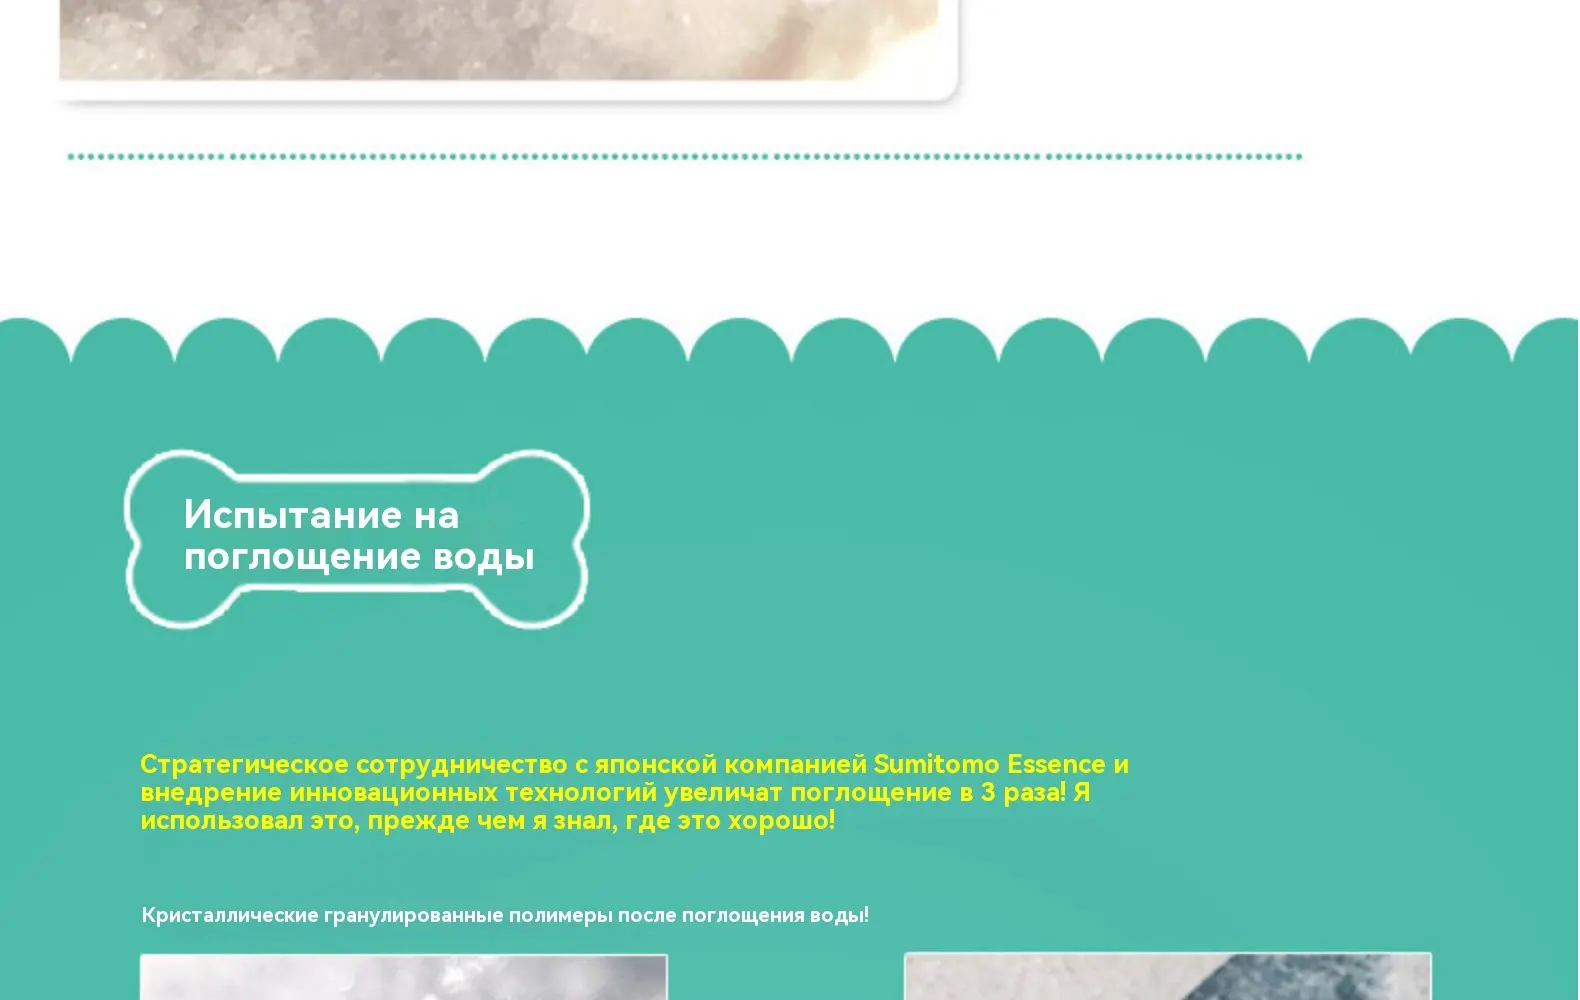 Испытание на
поглощение воды
Стратегическое сотрудничество с японской компанией Sumitomo Essence и
внедрение инновационных технологий увеличат поглощение в 3 раза! Я
использовал это, прежде чем я знал, где это хорошо!
Кристаллические гранулированные полимеры после поглощения воды!